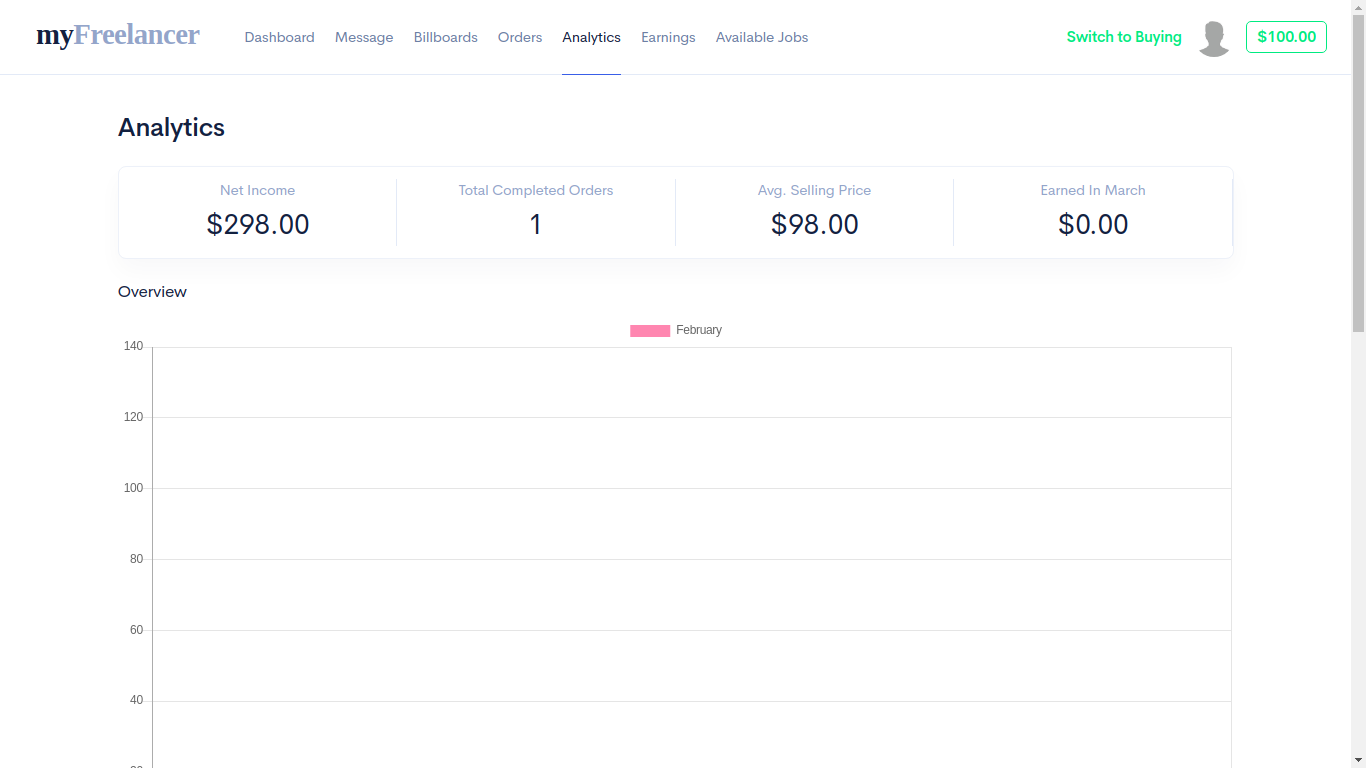 myFreelancer Dashboard Message Billboards Orders Analytics Earnings Available Jobs Switch to Buying $100.00
Analytics
Net Income Total Completed Orders Avg. Selling Price Earned In March
$298.00 1 $98.00 $0.00
Overview
February
140
120
100
80
60
40